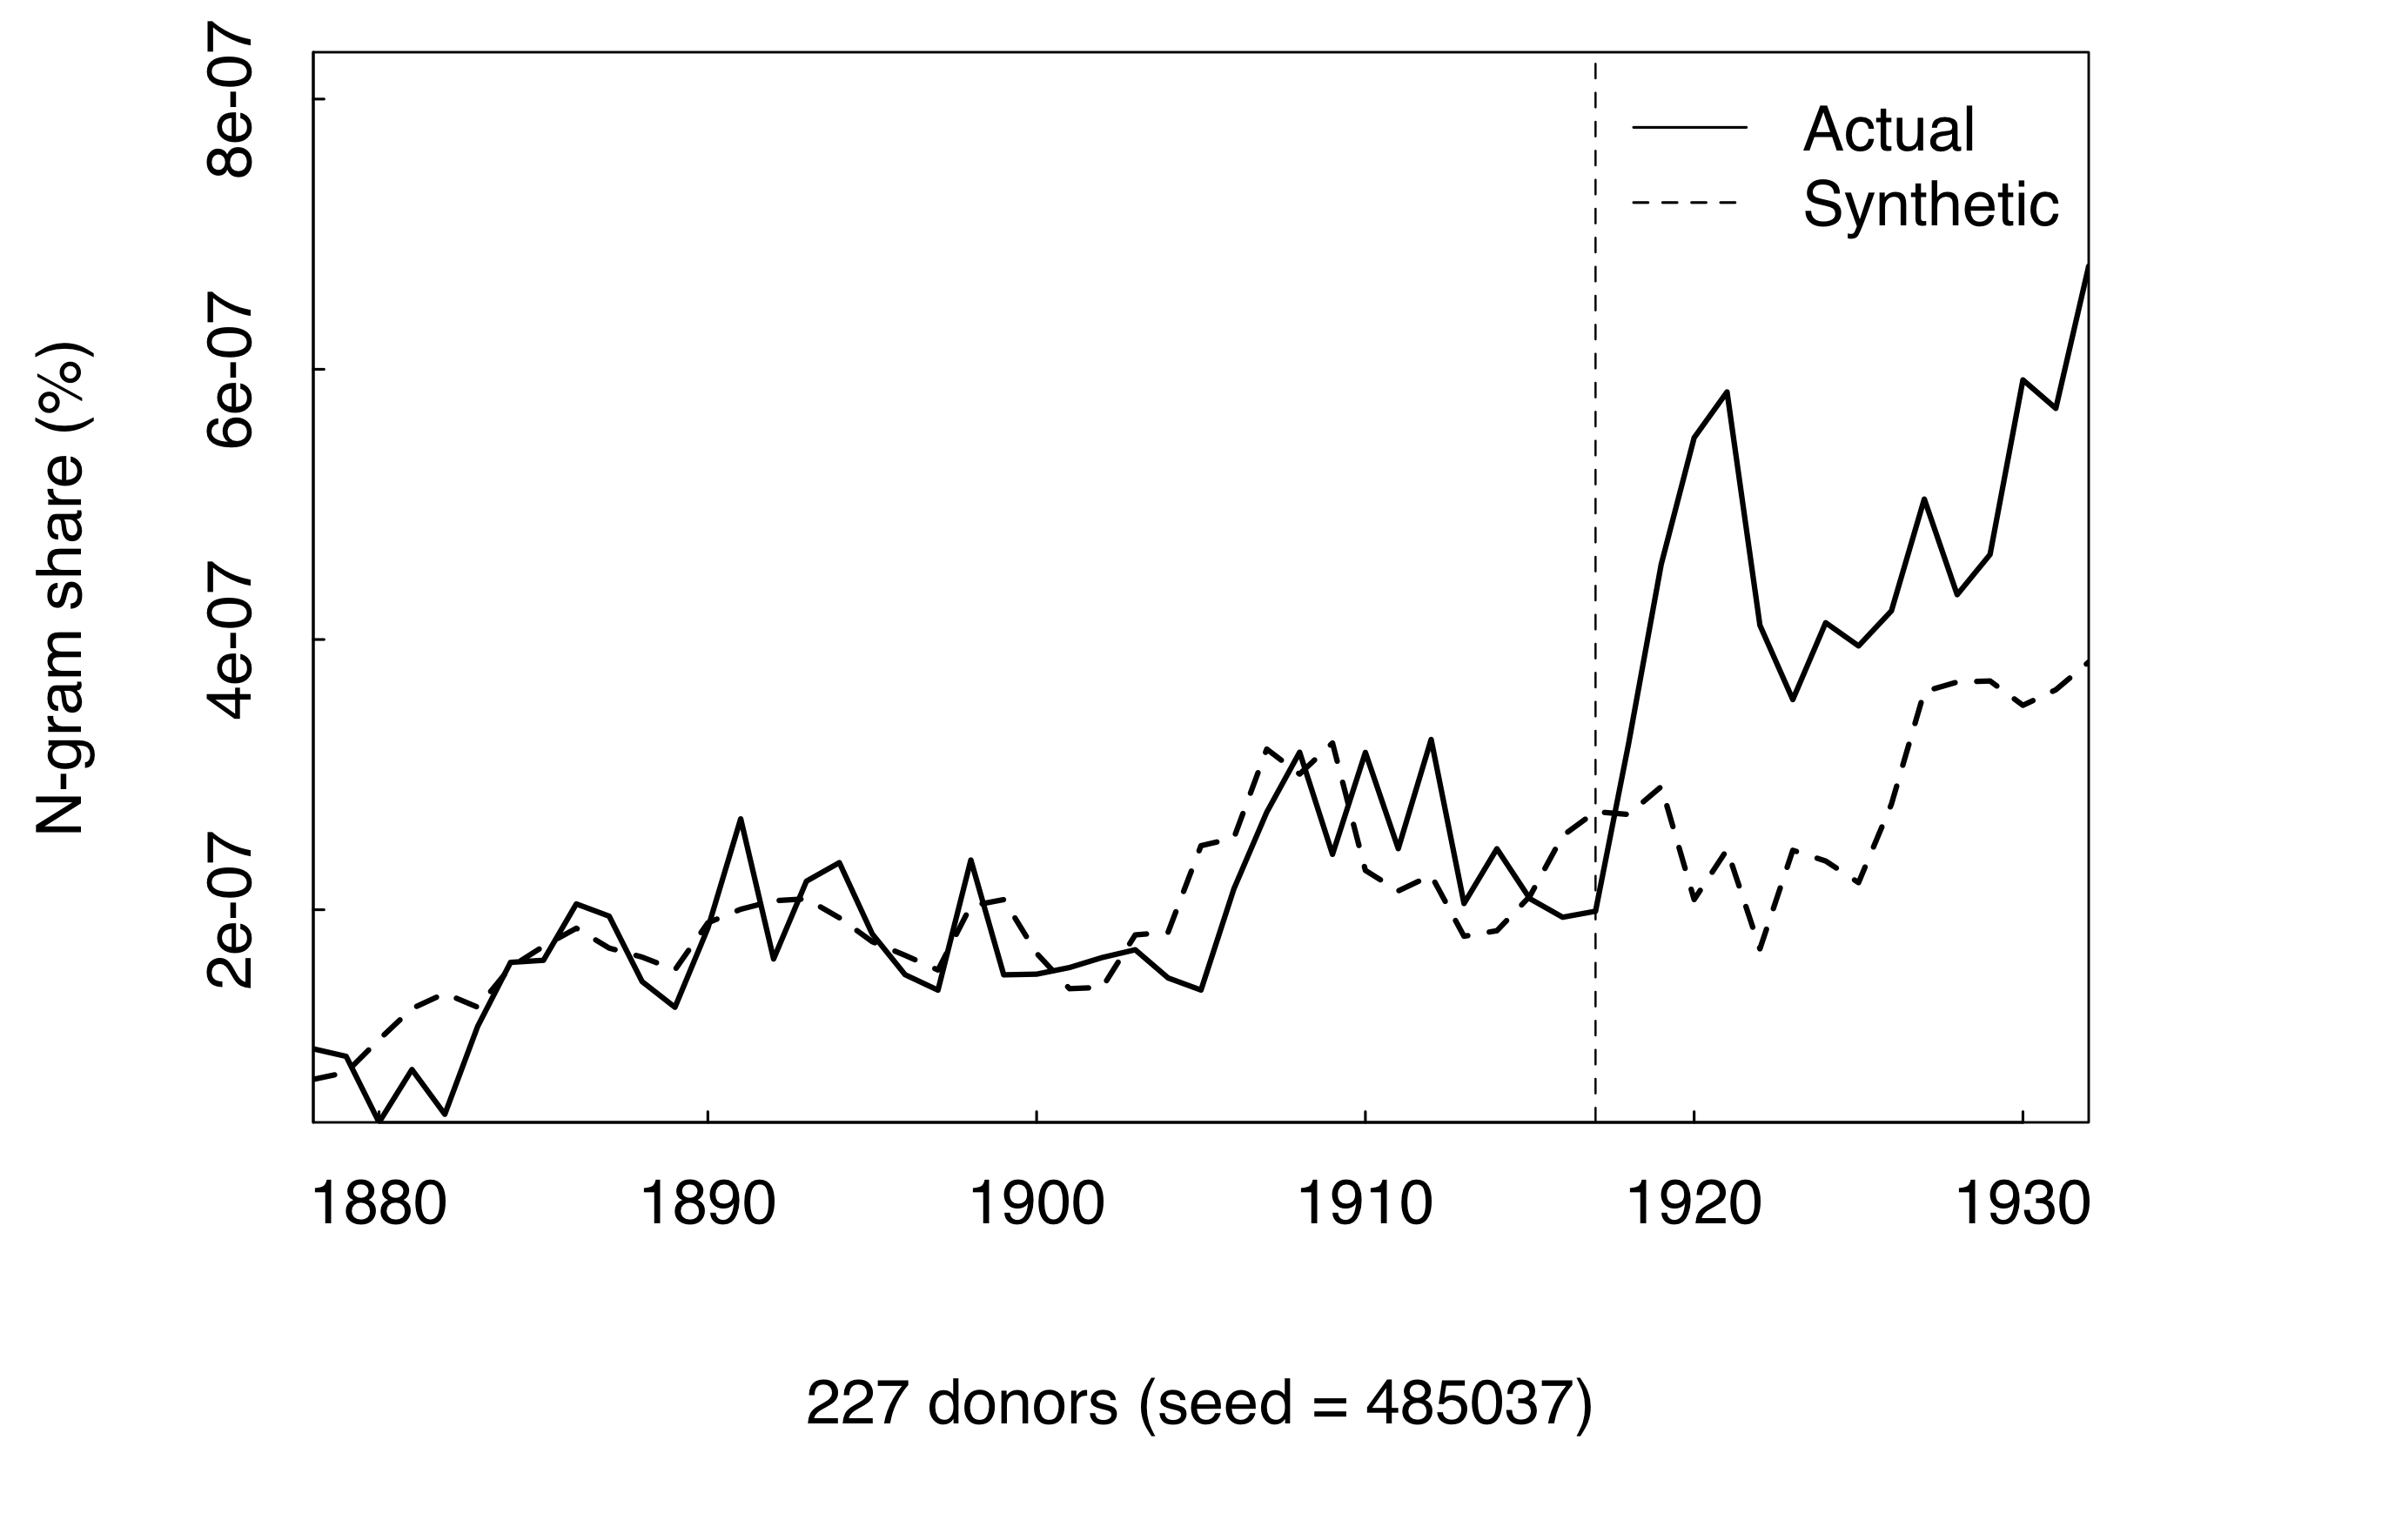 N-gram share (%)
8e-07
6e-07
4e-07
2e-07
Actual
Synthetic
1880 1890 1900 1910 1920 1930
227 donors (seed = 485037)